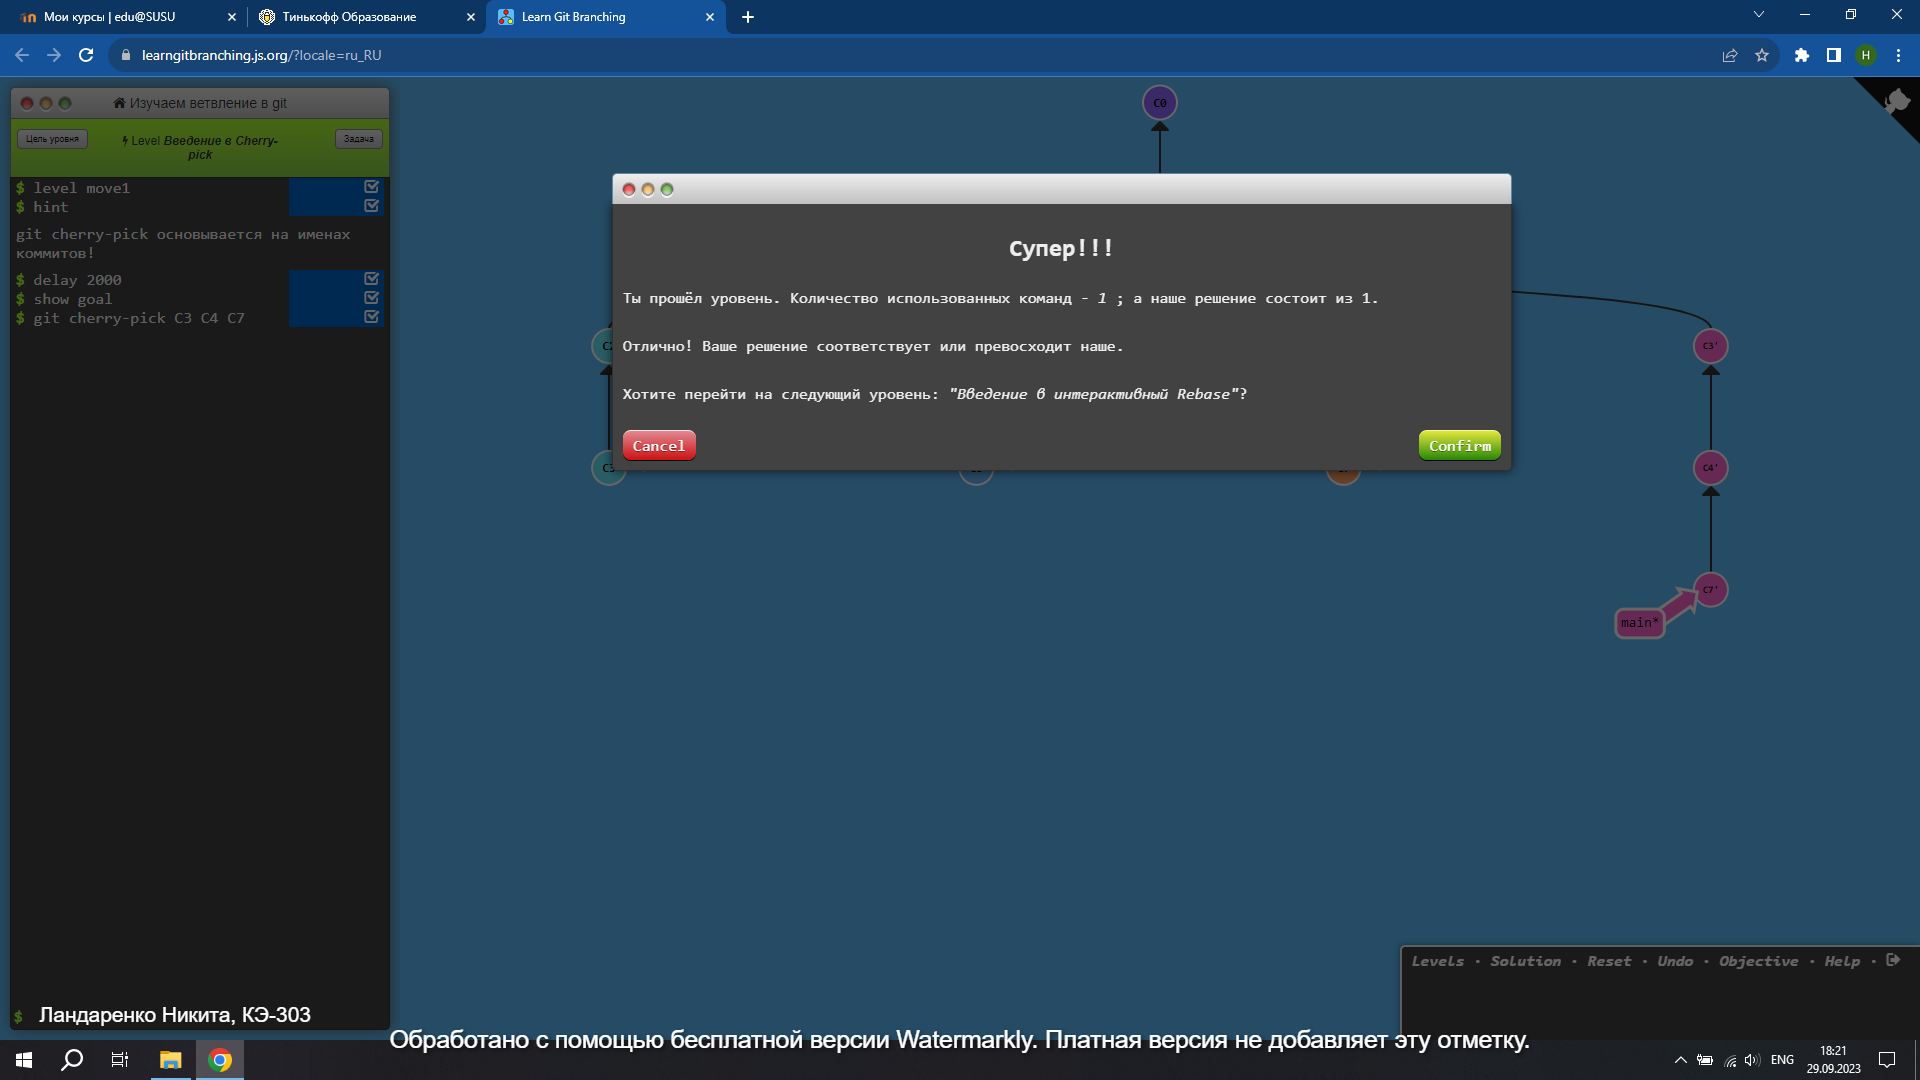 Мои курсы | edu@SUSU
Тинькофф Образование
Learn Git Branching
learngitbranching.js.org/?locale=ru_RU
H
Изучаем ветвление в git
Цель уровня
Level Введение в Cherry-
pick
Задача
$ level move1
$ hint
git cherry-pick основывается на именах
коммитов!
$ delay 2000
$ show goal
$ git cherry-pick C3 C4 C7
C0
Супер!!!
Ты прошёл уровень. Количество использованных команд - 1 ; а наше решение состоит из 1.
Отлично! Ваше решение соответствует или превосходит наше.
Хотите перейти на следующий уровень: "Введение в интерактивный Rebase"?
Cancel
Confirm
C3'
C4'
C7'
main*
Levels · Solution · Reset · Undo · Objective · Help ·
$ Ландаренко Никита, КЭ-303
Обработано с помощью бесплатной версии Watermarkly. Платная версия не добавляет эту отметку.
ENG
18:21
29.09.2023